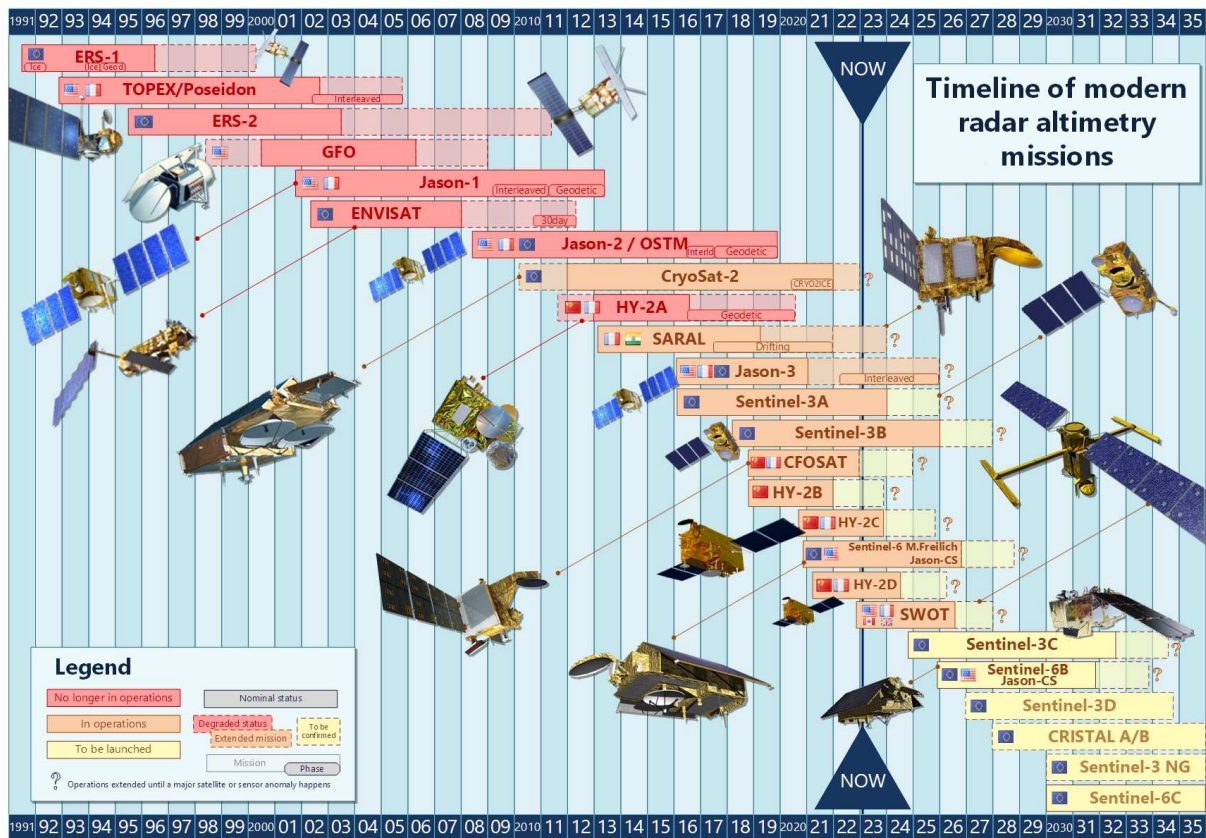 1991 92 93 94 95 96 97 98 99 2000 01 02 03 04 05 06 07 08 09 2010 11 12 13 14 15 16 17 18 19 2020 21 22 23 24 25 26 27 28 29 2030 31 32 33 34 35
NOW
Timeline of modern
radar altimetry
missions
ERS-1
Ice Ice Geod
TOPEX/Poseidon
Interleaved
ERS-2
GFO
Jason-1
Interleaved Geodetic
ENVISAT
30day
Jason-2 / OSTM
Interld Geodetic
CryoSat-2 ?
CRYO2ICE
HY-2A
Geodetic
SARAL ?
Drifting
Jason-3 ?
Interleaved
Sentinel-3A ?
Sentinel-3B ?
CFOSAT ?
HY-2B ?
HY-2C ?
Sentinel-6 M.Freilich
Jason-CS ?
HY-2D ?
SWOT ?
Sentinel-3C ?
Sentinel-6B
Jason-CS ?
Sentinel-3D
CRISTAL A/B
Sentinel-3 NG
Sentinel-6C
Legend
No longer in operations
In operations
To be launched
Nominal status
Degraded status
Extended mission
To be
confirmed
Mission
Phase
? Operations extended until a major satellite or sensor anomaly happens
NOW
1991 92 93 94 95 96 97 98 99 2000 01 02 03 04 05 06 07 08 09 2010 11 12 13 14 15 16 17 18 19 2020 21 22 23 24 25 26 27 28 29 2030 31 32 33 34 35